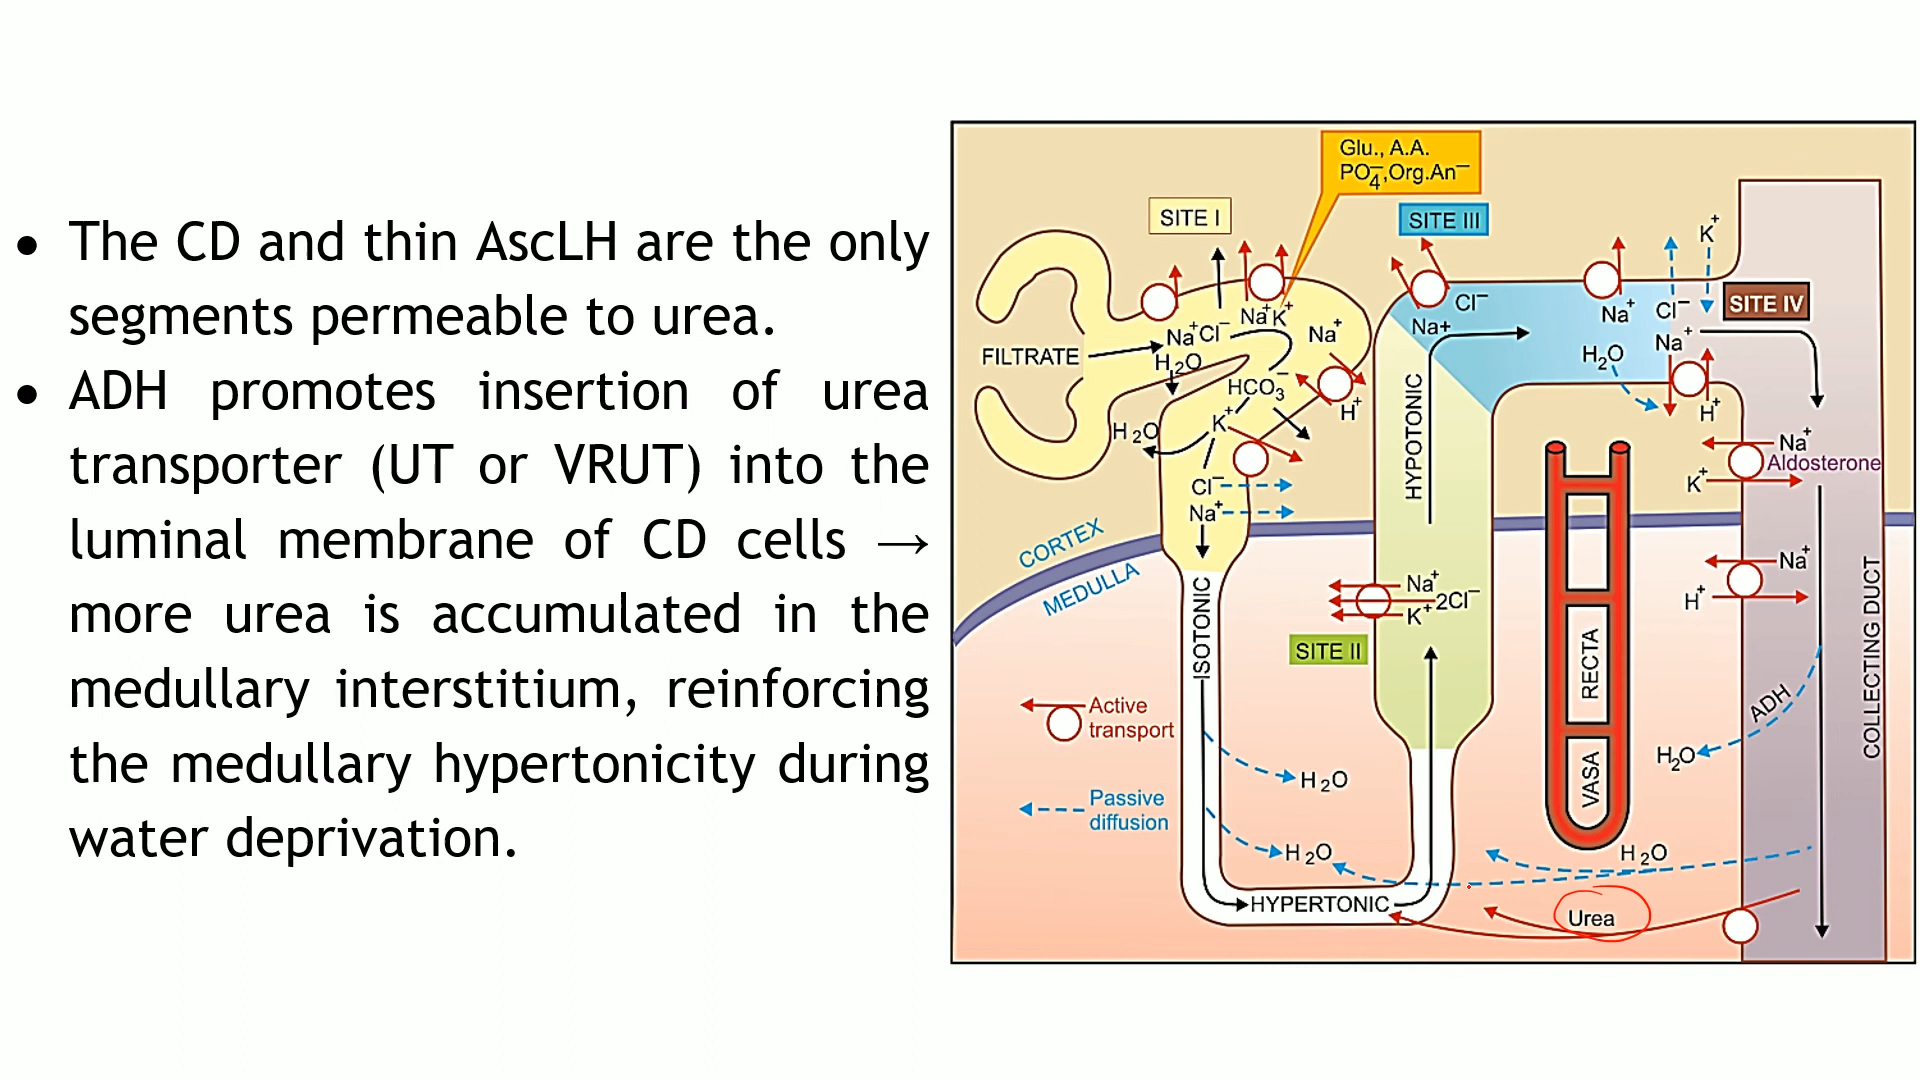 • The CD and thin AscLH are the only
segments permeable to urea.
• ADH promotes insertion of urea
transporter (UT or VRUT) into the
luminal membrane of CD cells →
more urea is accumulated in the
medullary interstitium, reinforcing
the medullary hypertonicity during
water deprivation.
Glu., A.A.
PO₄⁻,Org.An⁻
SITE I
SITE III
K⁺
SITE IV
Na⁺Cl⁻
Na⁺K⁺
Na⁺
Cl⁻
Na+
Na⁺
Cl⁻
Na⁺
FILTRATE
H₂O
H₂O
HCO₃⁻
H⁺
H⁺
K⁺
H₂O
HYPOTONIC
Na⁺
Aldosterone
K⁺
Cl⁻
Na⁺
CORTEX
MEDULLA
ISOTONIC
Na⁺
K⁺2Cl⁻
SITE II
Na⁺
H⁺
COLLECTING DUCT
RECTA
VASA
Active
transport
ADH
H₂O
H₂O
Passive
diffusion
H₂O
H₂O
HYPERTONIC
Urea